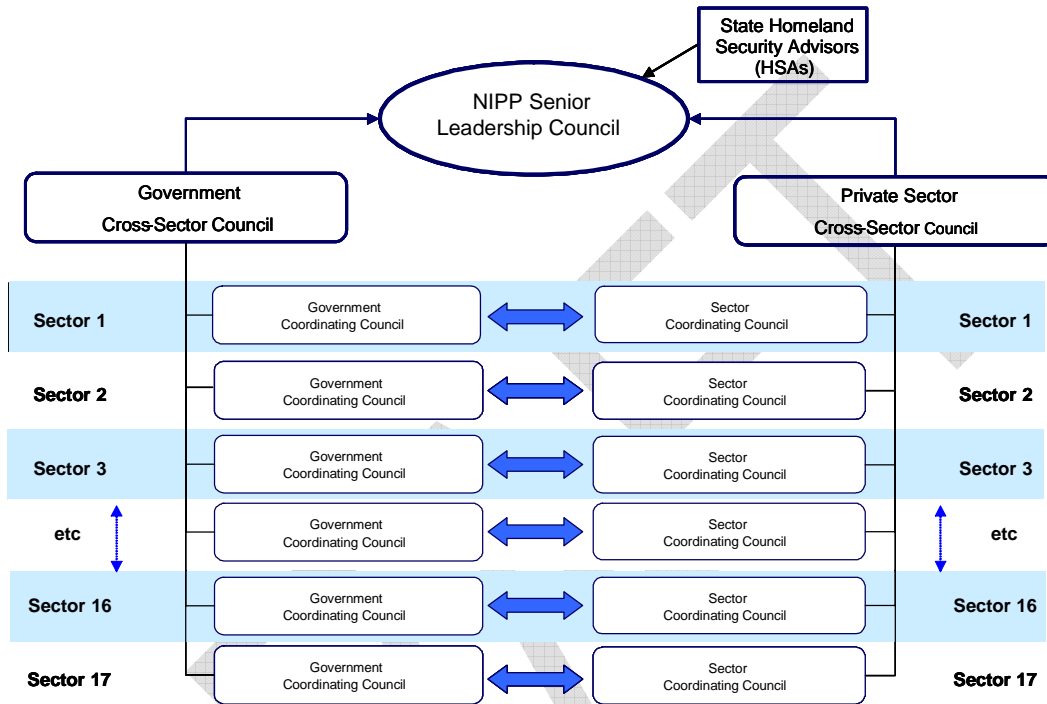 State Homeland
Security Advisors
(HSAs)
NIPP Senior
Leadership Council
Government
Cross-Sector Council
Private Sector
Cross-Sector Council
Sector 1
Government
Coordinating Council
Sector
Coordinating Council
Sector 1
Sector 2
Government
Coordinating Council
Sector
Coordinating Council
Sector 2
Sector 3
Government
Coordinating Council
Sector
Coordinating Council
Sector 3
etc
Government
Coordinating Council
Sector
Coordinating Council
etc
Sector 16
Government
Coordinating Council
Sector
Coordinating Council
Sector 16
Sector 17
Government
Coordinating Council
Sector
Coordinating Council
Sector 17